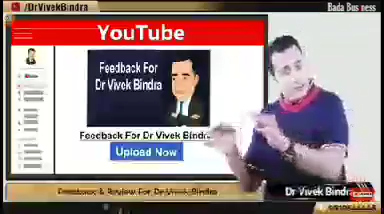 /DrVivekBindra
Bada Business
YouTube
Feedback For
Dr Vivek Bindra
Feedback For Dr Vivek Bindra
Upload Now
Dr Vivek Bindra
Feedback & Review For Dr Vivek Bindra